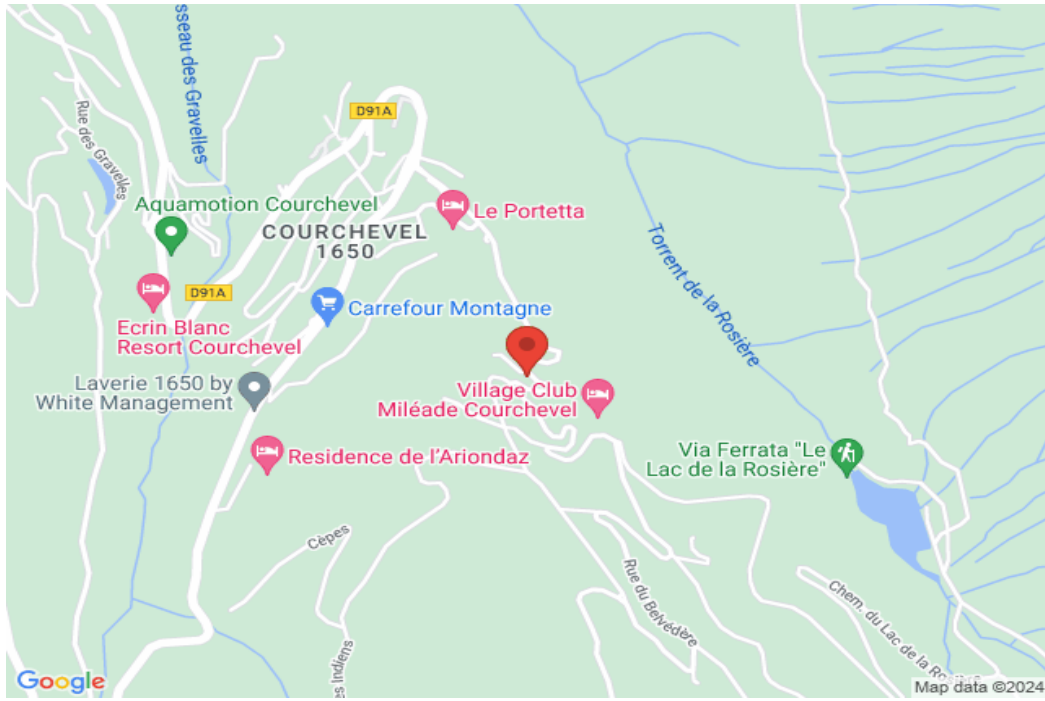 sseau des Gravelles
D91A
Rue des Gravelles
Aquamotion Courchevel
Le Portetta
COURCHEVEL
1650
Torrent de la Rosière
D91A
Carrefour Montagne
Ecrin Blanc
Resort Courchevel
Laverie 1650 by
White Management
Village Club
Miléade Courchevel
Via Ferrata "Le
Lac de la Rosière"
Residence de l'Ariondaz
Cèpes
Rue du Belvédère
Chem. du Lac de la Rosière
es Indiens
Google
Map data ©2024